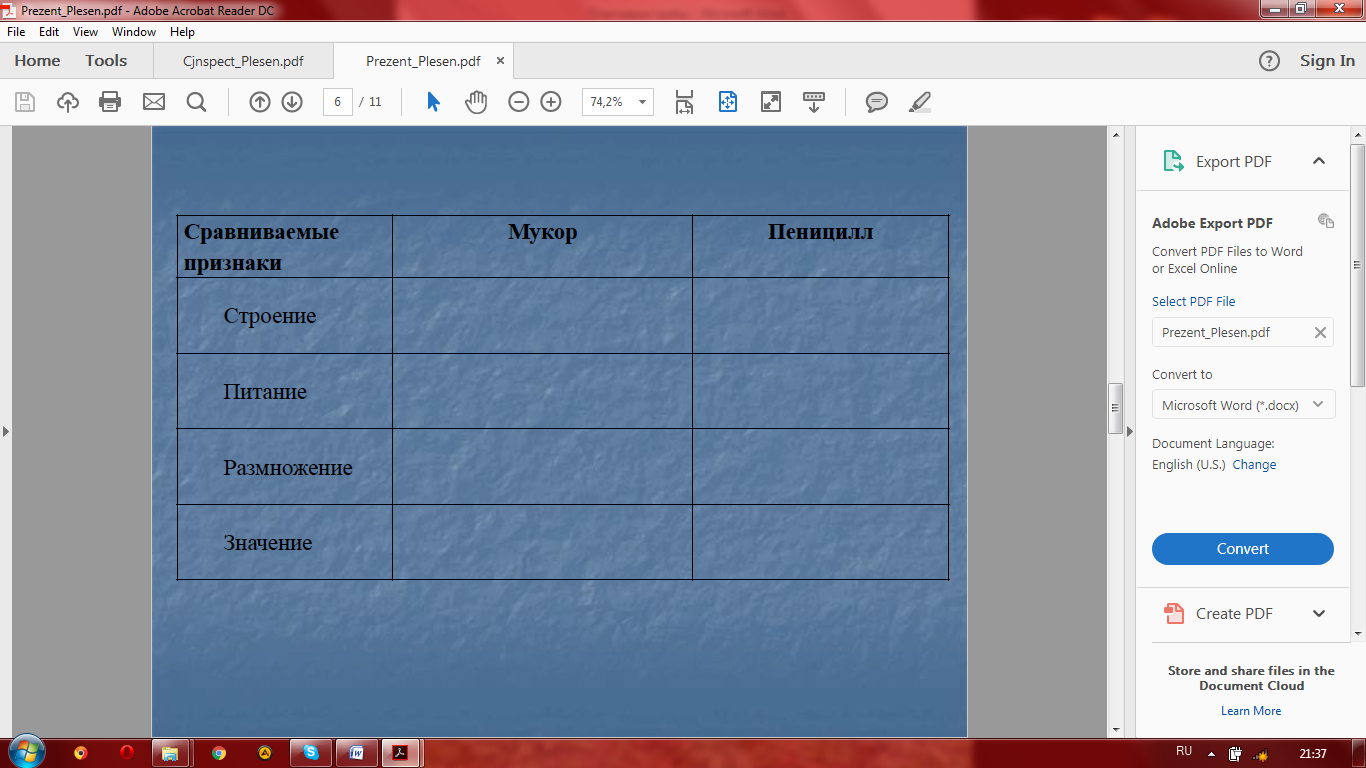 Prezent_Plesen.pdf - Adobe Acrobat Reader DC
File Edit View Window Help
Home Tools Cjnspect_Plesen.pdf Prezent_Plesen.pdf ×
6 / 11 74,2% Sign In
Export PDF
Adobe Export PDF
Convert PDF Files to Word
or Excel Online
Select PDF File
Prezent_Plesen.pdf
Convert to
Microsoft Word (*.docx)
Document Language:
English (U.S.) Change
Convert
Create PDF
Store and share files in the
Document Cloud
Learn More
Сравниваемые
признаки
Мукор
Пеницилл
Строение
Питание
Размножение
Значение
RU 21:37